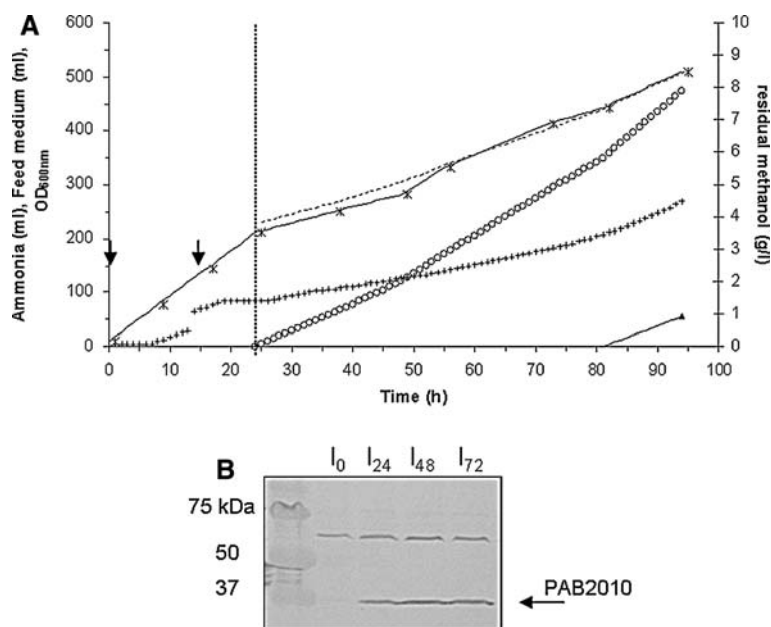 A
Ammonia (ml), Feed medium (ml),
OD600nm
600
500
400
300
200
100
0
10
9
8
7
6
5
4
3
2
1
0
residual methanol (g/l)
0 10 20 30 40 50 60 70 80 90 100
Time (h)
B
I0 I24 I48 I72
75 kDa
50
37
PAB2010